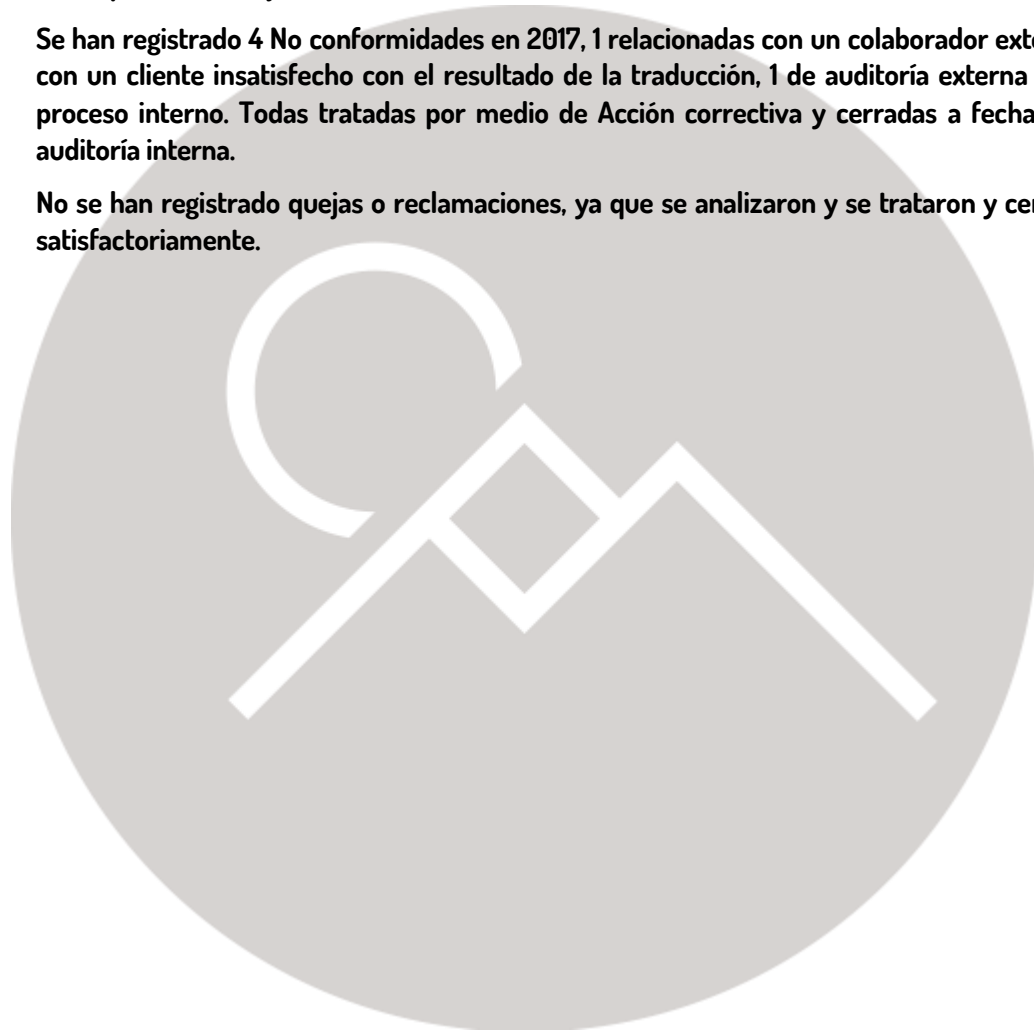 Se han registrado 4 No conformidades en 2017, 1 relacionadas con un colaborador
con un cliente insatisfecho con el resultado de la traducción, 1 de auditoría externa
proceso interno. Todas tratadas por medio de Acción correctiva y cerradas a fecha
auditoría interna.
No se han registrado quejas o reclamaciones, ya que se analizaron y se trataron y
satisfactoriamente.